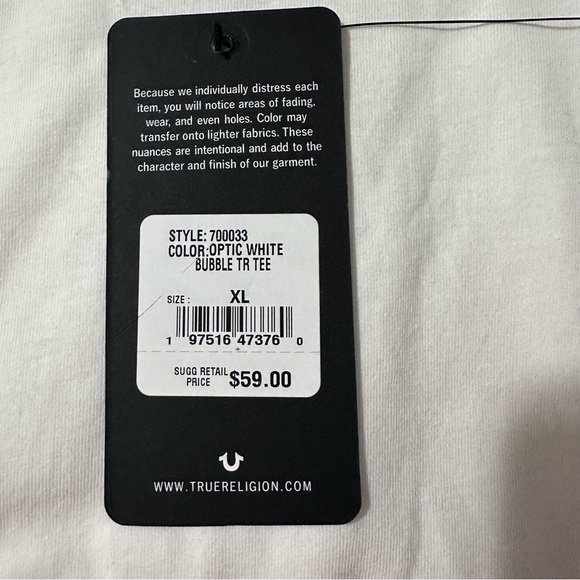 Because we individually distress each
item, you will notice areas of fading,
wear, and even holes. Color may
transfer onto lighter fabrics. These
nuances are intentional and add to the
character and finish of our garment.
STYLE: 700033
COLOR:OPTIC WHITE
BUBBLE TR TEE
SIZE : XL
1 97516 47376 0
SUGG RETAIL
PRICE $59.00
WWW.TRUERELIGION.COM